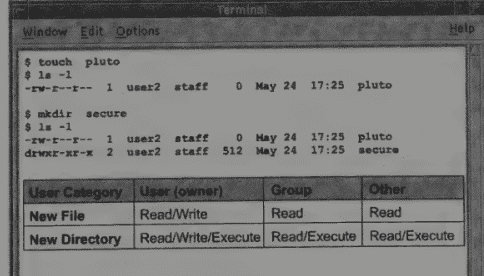 Terminal
Window Edit Options Help
$ touch pluto
$ ls -l
-rw-r--r-- 1 user2 staff 0 May 24 17:25 pluto
$ mkdir secure
$ ls -l
-rw-r--r-- 1 user2 staff 0 May 24 17:25 pluto
drwxr-xr-x 2 user2 staff 512 May 24 17:25 secure
User Category User (owner) Group Other
New File Read/Write Read Read
New Directory Read/Write/Execute Read/Execute Read/Execute